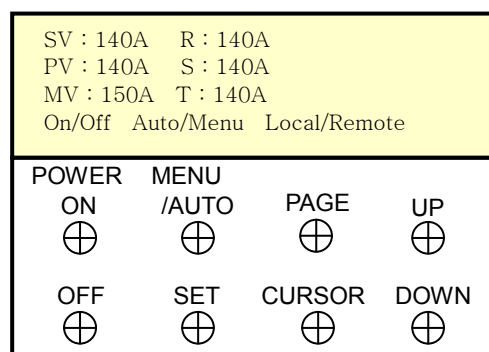 SV : 140A R : 140A
PV : 140A S : 140A
MV : 150A T : 140A
On/Off Auto/Menu Local/Remote
POWER ON
MENU /AUTO
PAGE
UP
OFF
SET
CURSOR
DOWN